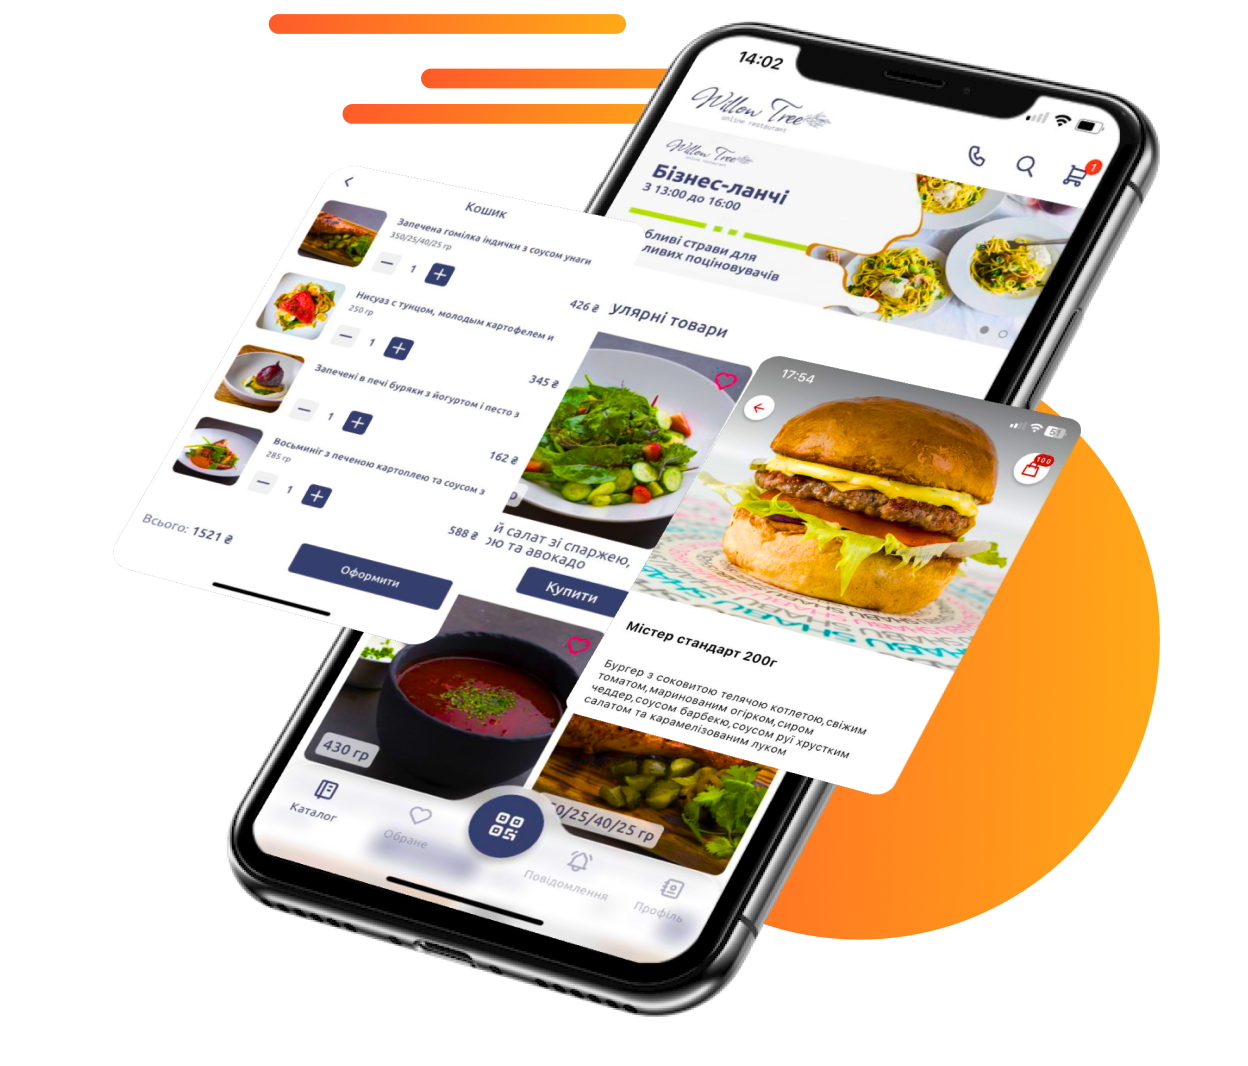 14:02
Willow Tree
online restaurant
1
Willow Tree
Бізнес-ланчі
З 13:00 до 16:00
бливі страви для
ливих поціновувачів
Кошик
Запечена гомілка індички з соусом унаги
350/25/40/25 гр
1
426 ₴
Нисуаз с тунцом, молодым картофелем и
250 гр
1
345 ₴
Запечені в печі буряки з йогуртом і песто з
1
162 ₴
Восьминіг з печеною картоплею та соусом з
285 гр
1
588 ₴
Всього: 1521 ₴
Оформити
улярні товари
р
й салат зі спаржею,
ою та авокадо
Купити
17:54
51
100
SHABU SHABU
Містер стандарт 200г
Бургер з соковитою телячою котлетою,свіжим
томатом,маринованим огірком,сиром
чеддер,соусом барбекю,соусом руї хрустким
салатом та карамелізованим луком
430 гр
50/25/40/25 гр
Каталог
Обране
Повідомлення
Профіль